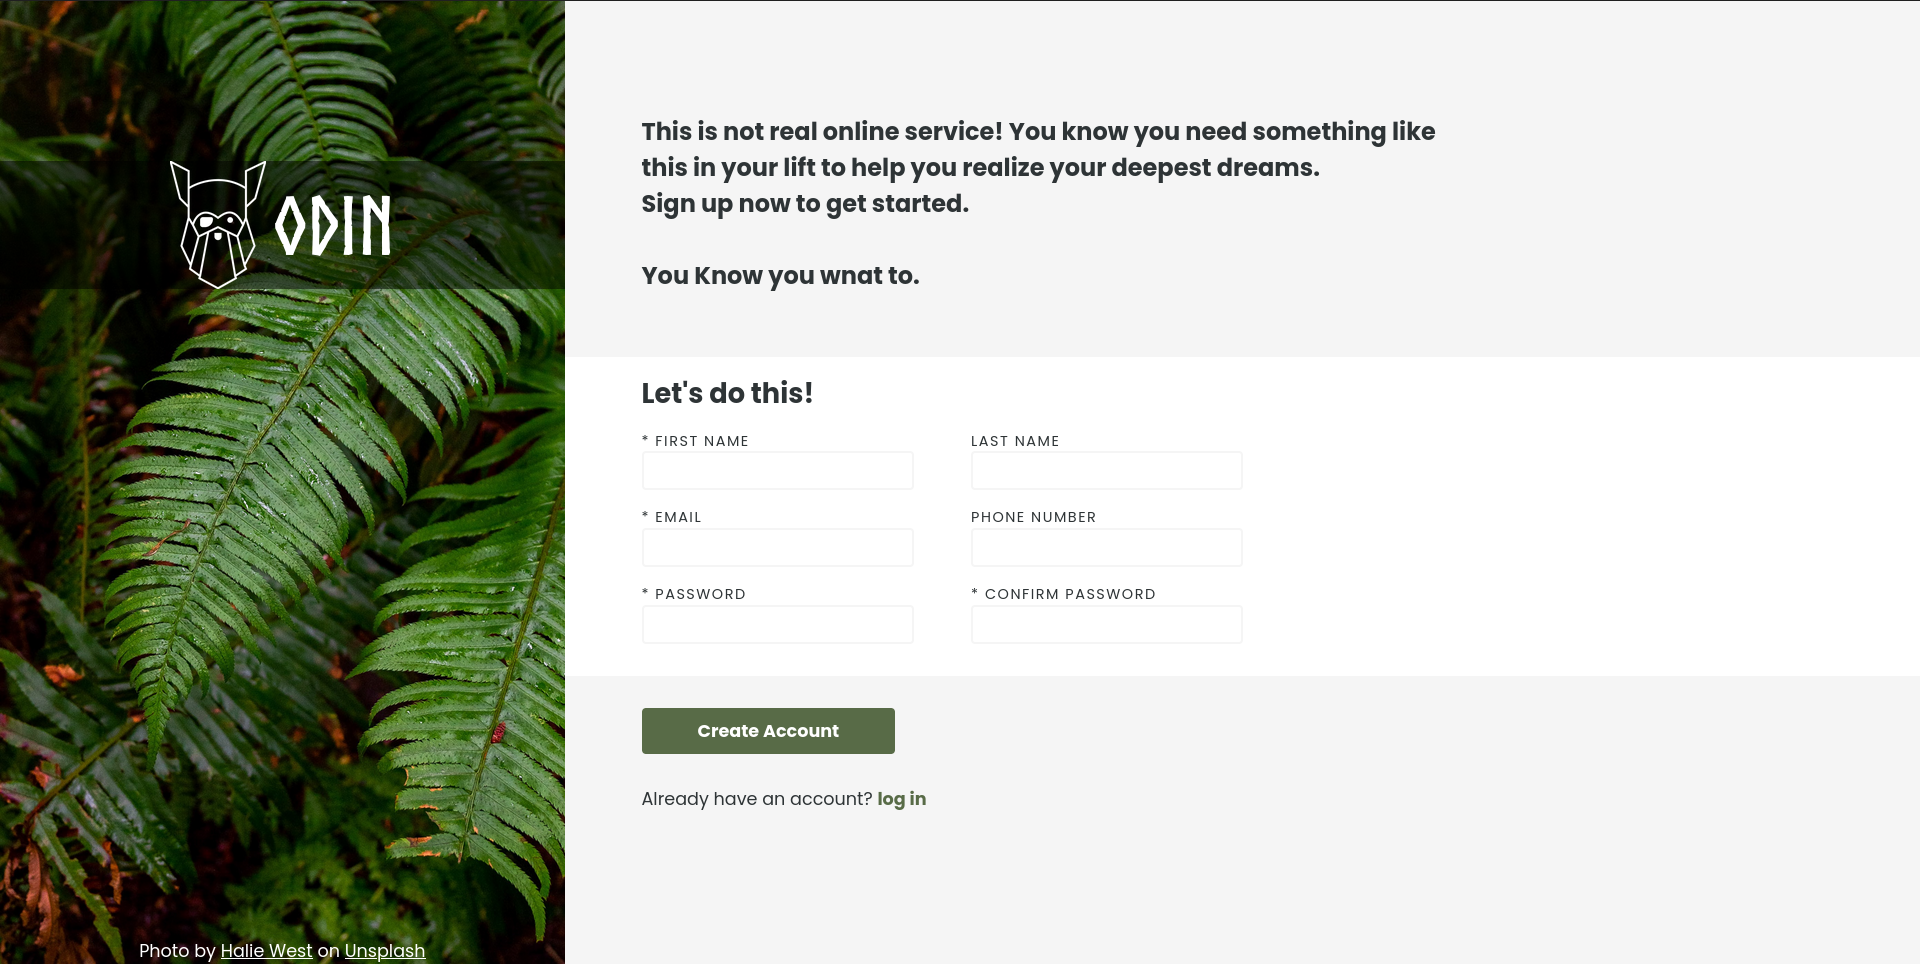 ODIN
Photo by Halie West on Unsplash
This is not real online service! You know you need something like
this in your lift to help you realize your deepest dreams.
Sign up now to get started.
You Know you wnat to.
Let's do this!
* FIRST NAME
LAST NAME
* EMAIL
PHONE NUMBER
* PASSWORD
* CONFIRM PASSWORD
Create Account
Already have an account? log in